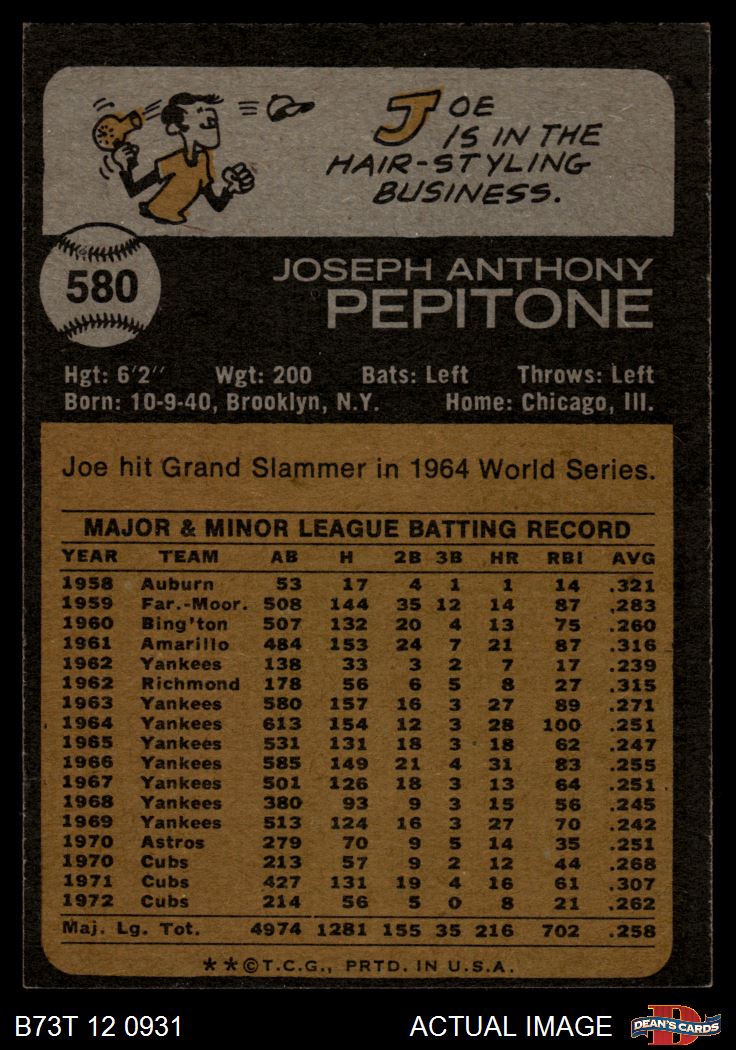 JOE
IS IN THE
HAIR-STYLING
BUSINESS.
580
JOSEPH ANTHONY
PEPITONE
Hgt: 6'2" Wgt: 200 Bats: Left Throws: Left
Born: 10-9-40, Brooklyn, N.Y. Home: Chicago, Ill.
Joe hit Grand Slammer in 1964 World Series.
MAJOR & MINOR LEAGUE BATTING RECORD
YEAR TEAM AB H 2B 3B HR RBI AVG
1958 Auburn 53 17 4 1 1 14 .321
1959 Far.-Moor. 508 144 35 12 14 87 .283
1960 Bing'ton 507 132 20 4 13 75 .260
1961 Amarillo 484 153 24 7 21 87 .316
1962 Yankees 138 33 3 2 7 17 .239
1962 Richmond 178 56 6 5 8 27 .315
1963 Yankees 580 157 16 3 27 89 .271
1964 Yankees 613 154 12 3 28 100 .251
1965 Yankees 531 131 18 3 18 62 .247
1966 Yankees 585 149 21 4 31 83 .255
1967 Yankees 501 126 18 3 13 64 .251
1968 Yankees 380 93 9 3 15 56 .245
1969 Yankees 513 124 16 3 27 70 .242
1970 Astros 279 70 9 5 14 35 .251
1970 Cubs 213 57 9 2 12 44 .268
1971 Cubs 427 131 19 4 16 61 .307
1972 Cubs 214 56 5 0 8 21 .262
Maj. Lg. Tot. 4974 1281 155 35 216 702 .258
**©T.C.G., PRTD. IN U.S.A.
B73T 12 0931 ACTUAL IMAGE D DEAN'S CARDS